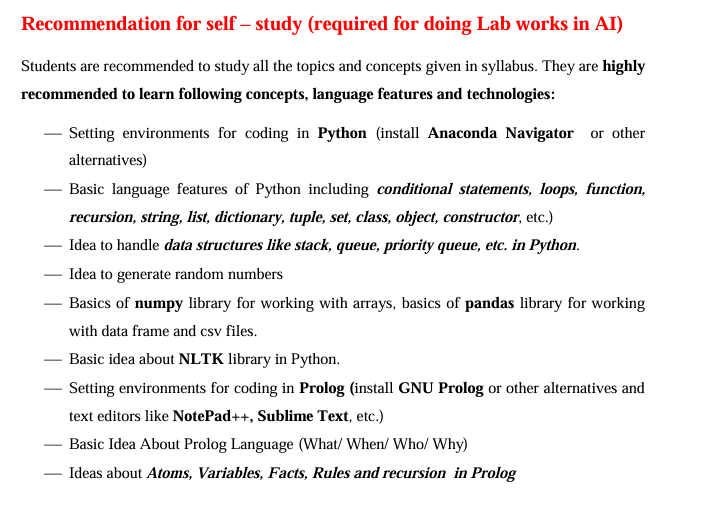 Recommendation for self – study (required for doing Lab works in AI)
Students are recommended to study all the topics and concepts given in syllabus. They are highly
recommended to learn following concepts, language features and technologies:
— Setting environments for coding in Python (install Anaconda Navigator or other
alternatives)
— Basic language features of Python including conditional statements, loops, function,
recursion, string, list, dictionary, tuple, set, class, object, constructor, etc.)
— Idea to handle data structures like stack, queue, priority queue, etc. in Python.
— Idea to generate random numbers
— Basics of numpy library for working with arrays, basics of pandas library for working
with data frame and csv files.
— Basic idea about NLTK library in Python.
— Setting environments for coding in Prolog (install GNU Prolog or other alternatives and
text editors like NotePad++, Sublime Text, etc.)
— Basic Idea About Prolog Language (What/ When/ Who/ Why)
— Ideas about Atoms, Variables, Facts, Rules and recursion in Prolog